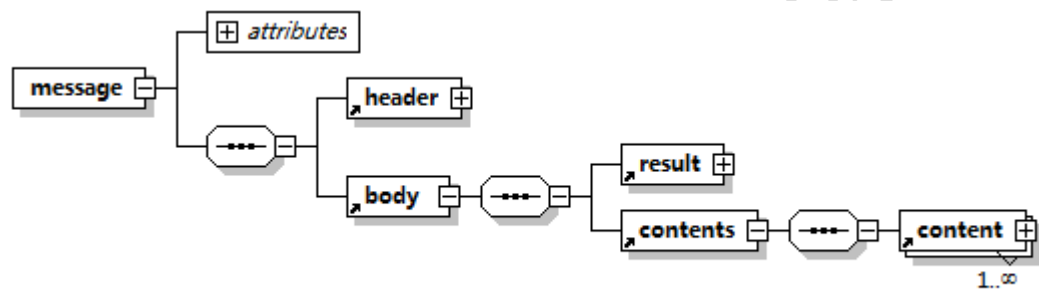 attributes
message
header
result
body
contents
content
1..∞